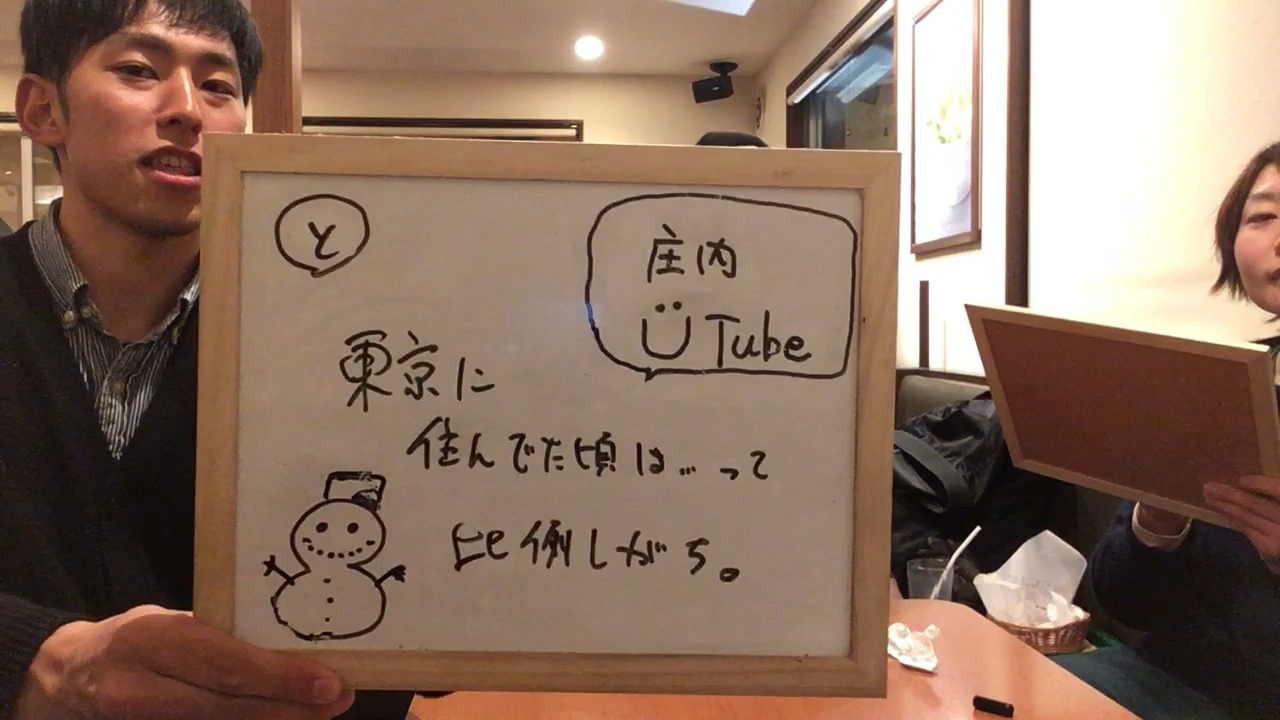 と
庄内
Ü Tube
東京に
住んでた頃は…って
比例しがち。